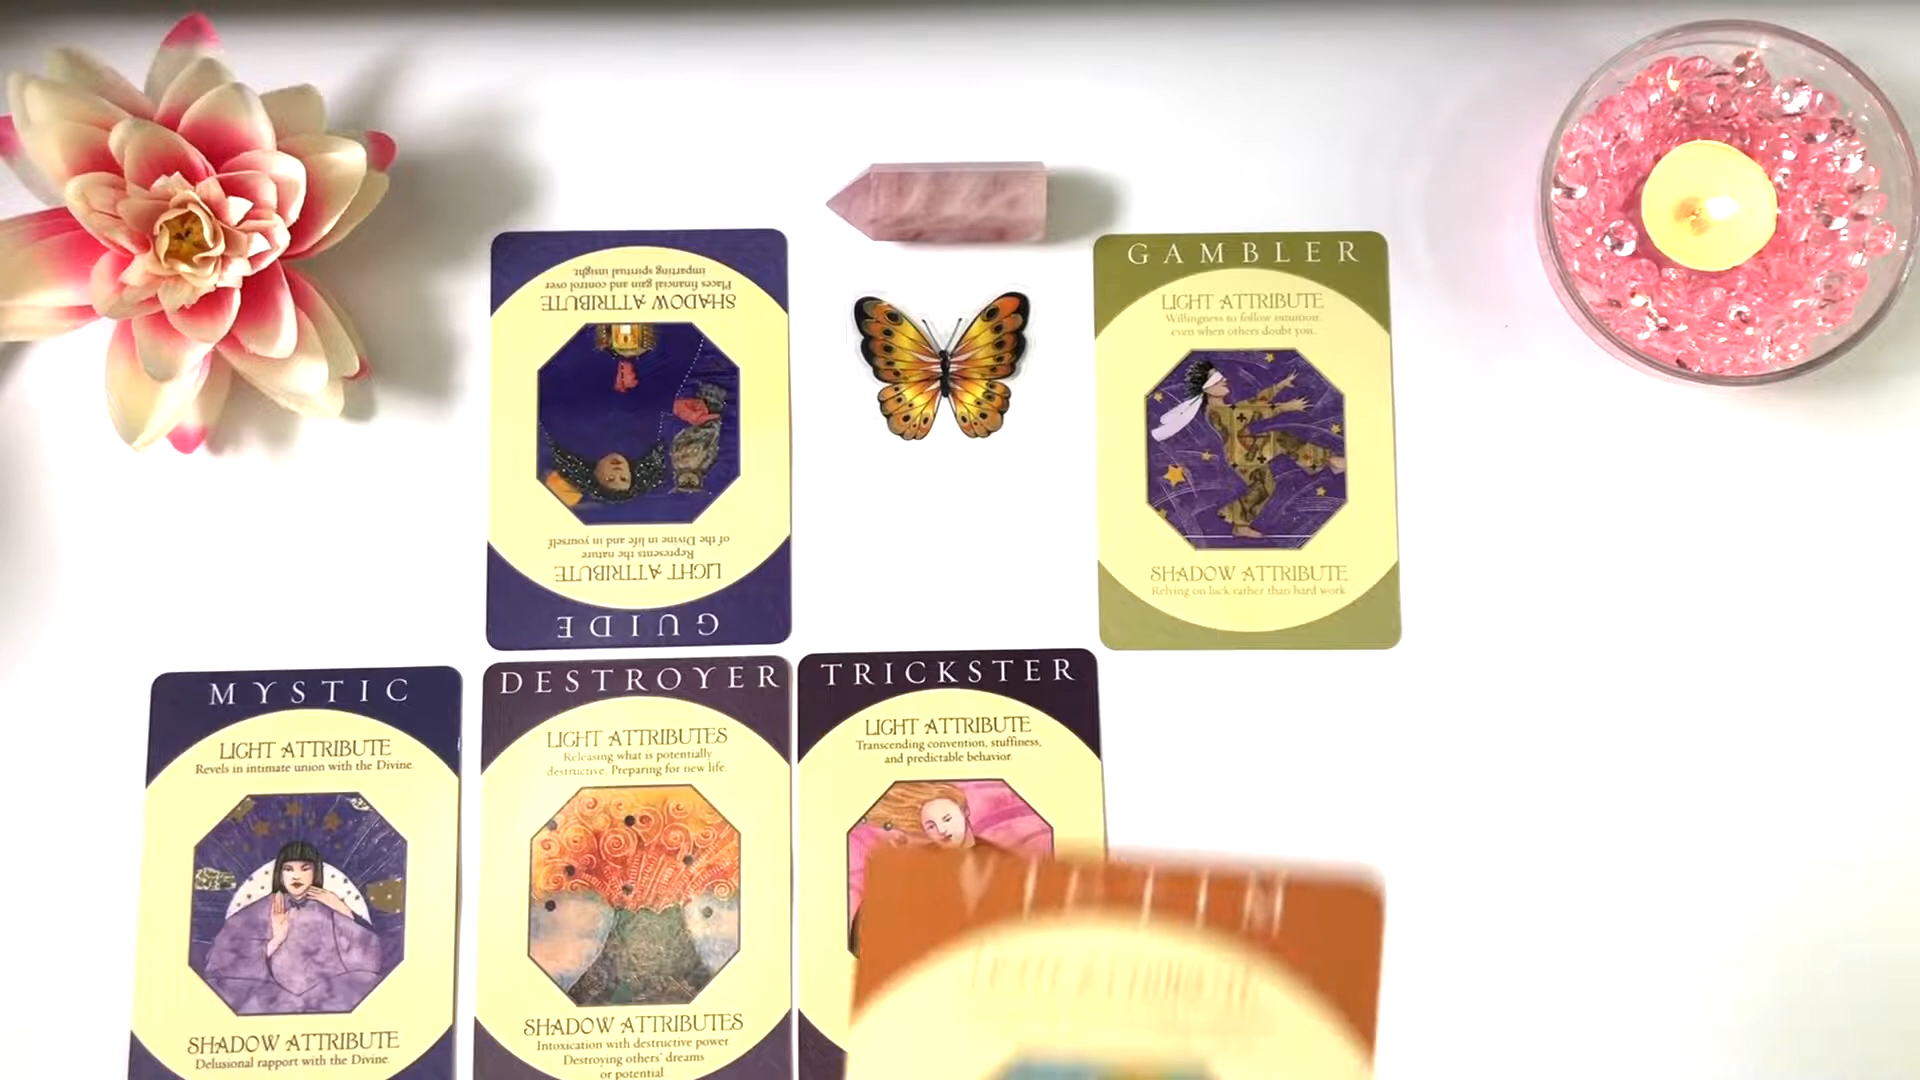 SHADOW ATTRIBUTE
Places financial gain and control over
imparting spiritual insight.
LIGHT ATTRIBUTE
Represents the nature
of the Divine in life and in yourself.
GUIDE
GAMBLER
LIGHT ATTRIBUTE
Willingness to follow intuition,
even when others doubt you.
SHADOW ATTRIBUTE
Relying on luck rather than hard work.
MYSTIC
LIGHT ATTRIBUTE
Revels in intimate union with the Divine.
SHADOW ATTRIBUTE
Delusional rapport with the Divine.
DESTROYER
LIGHT ATTRIBUTES
Releasing what is potentially
destructive. Preparing for new life.
SHADOW ATTRIBUTES
Intoxication with destructive power.
Destroying others' dreams
or potential
TRICKSTER
LIGHT ATTRIBUTE
Transcending convention, stuffiness,
and predictable behavior.